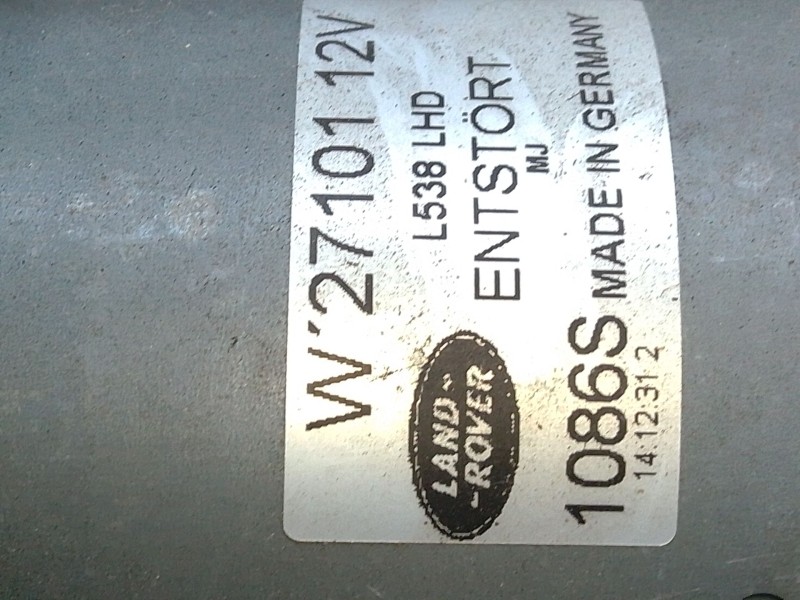 W´27101 12V
L538 LHD
LAND
ROVER
ENTSTÖRT
MJ
1086S MADE IN GERMANY
14:12:31 2